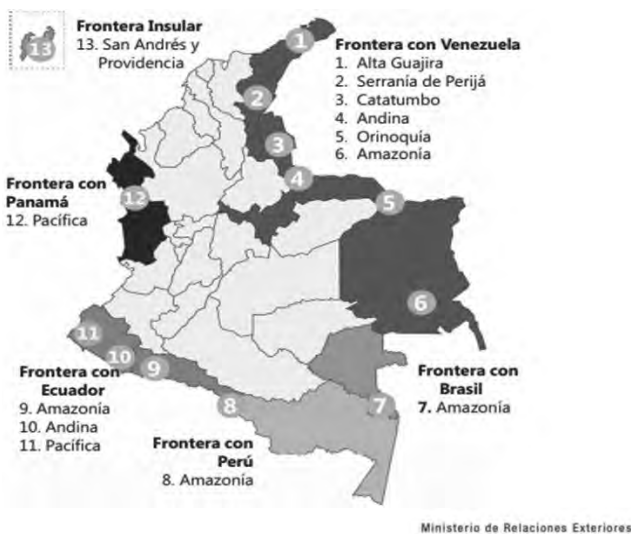 13
Frontera Insular
13. San Andrés y
Providencia
1
Frontera con Venezuela
1. Alta Guajira
2. Serranía de Perijá
3. Catatumbo
4. Andina
5. Orinoquía
6. Amazonía
2
3
4
5
Frontera con
Panamá
12. Pacífica
12
6
11
10
9
8
7
Frontera con
Ecuador
9. Amazonía
10. Andina
11. Pacífica
Frontera con
Perú
8. Amazonía
Frontera con
Brasil
7. Amazonía
Ministerio de Relaciones Exteriores